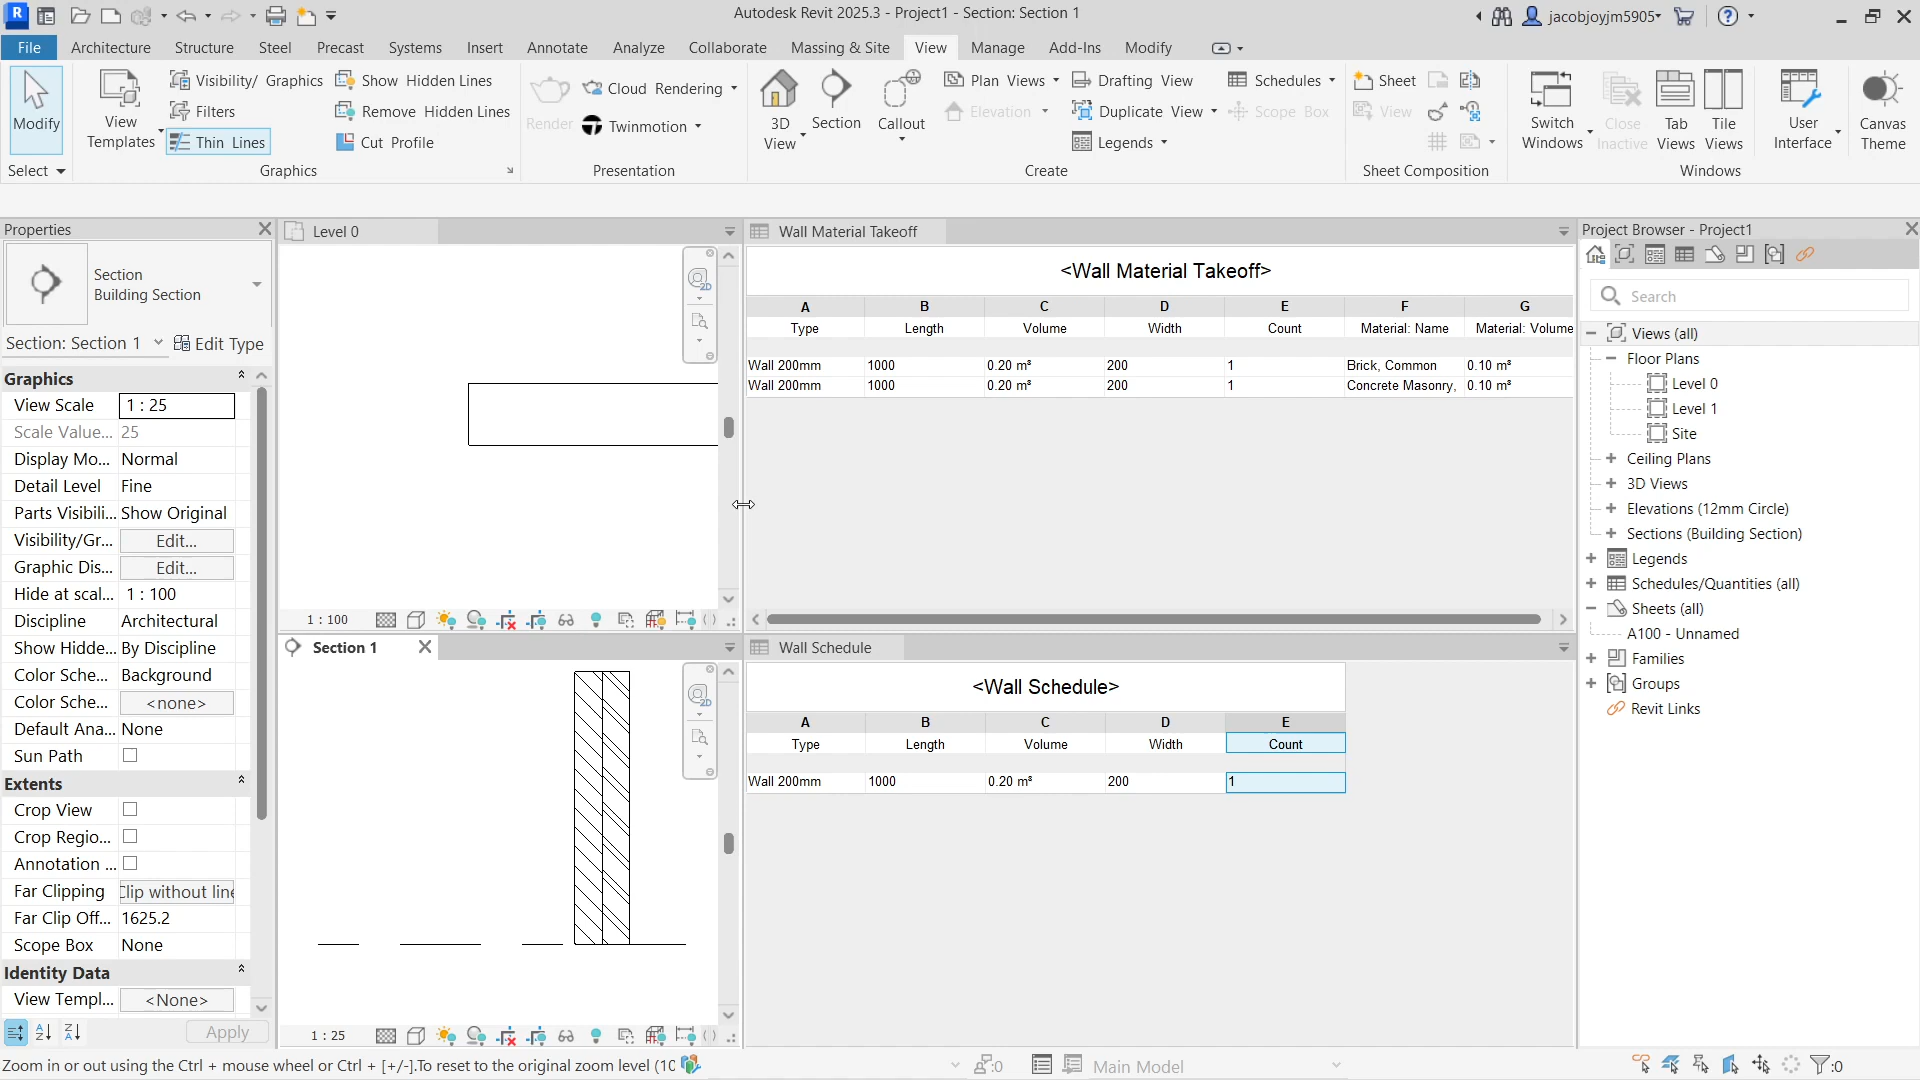 Autodesk Revit 2025.3 - Project1 - Section: Section 1
jacobjoyjm5905
File Architecture Structure Steel Precast Systems Insert Annotate Analyze Collaborate Massing & Site View Manage Add-Ins Modify
Modify
Select
View Templates
Visibility/ Graphics
Filters
Thin Lines
Show Hidden Lines
Remove Hidden Lines
Cut Profile
Graphics
Render
Cloud Rendering
Twinmotion
Presentation
3D View
Section
Callout
Plan Views
Elevation
Drafting View
Duplicate View
Legends
Schedules
Scope Box
Create
Sheet
View
Sheet Composition
Switch Windows
Close Inactive
Tab Views
Tile Views
Windows
User Interface
Canvas Theme
Properties
Section
Building Section
Section: Section 1
Edit Type
Graphics
View Scale 1 : 25
Scale Value... 25
Display Mo... Normal
Detail Level Fine
Parts Visibili... Show Original
Visibility/Gr... Edit...
Graphic Dis... Edit...
Hide at scal... 1 : 100
Discipline Architectural
Show Hidde... By Discipline
Color Sche... Background
Color Sche... <none>
Default Ana... None
Sun Path
Extents
Crop View
Crop Regio...
Annotation ...
Far Clipping Clip without line
Far Clip Off... 1625.2
Scope Box None
Identity Data
View Templ... <None>
Apply
Level 0
2D
1 : 100
Section 1
2D
1 : 25
Wall Material Takeoff
<Wall Material Takeoff>
A B C D E F G
Type Length Volume Width Count Material: Name Material: Volume
Wall 200mm 1000 0.20 m³ 200 1 Brick, Common 0.10 m³
Wall 200mm 1000 0.20 m³ 200 1 Concrete Masonry, 0.10 m³
Wall Schedule
<Wall Schedule>
A B C D E
Type Length Volume Width Count
Wall 200mm 1000 0.20 m³ 200 1
Project Browser - Project1
Search
Views (all)
Floor Plans
Level 0
Level 1
Site
Ceiling Plans
3D Views
Elevations (12mm Circle)
Sections (Building Section)
Legends
Schedules/Quantities (all)
Sheets (all)
A100 - Unnamed
Families
Groups
Revit Links
Zoom in or out using the Ctrl + mouse wheel or Ctrl + [+/-].To reset to the original zoom level (10
:0
Main Model
:0